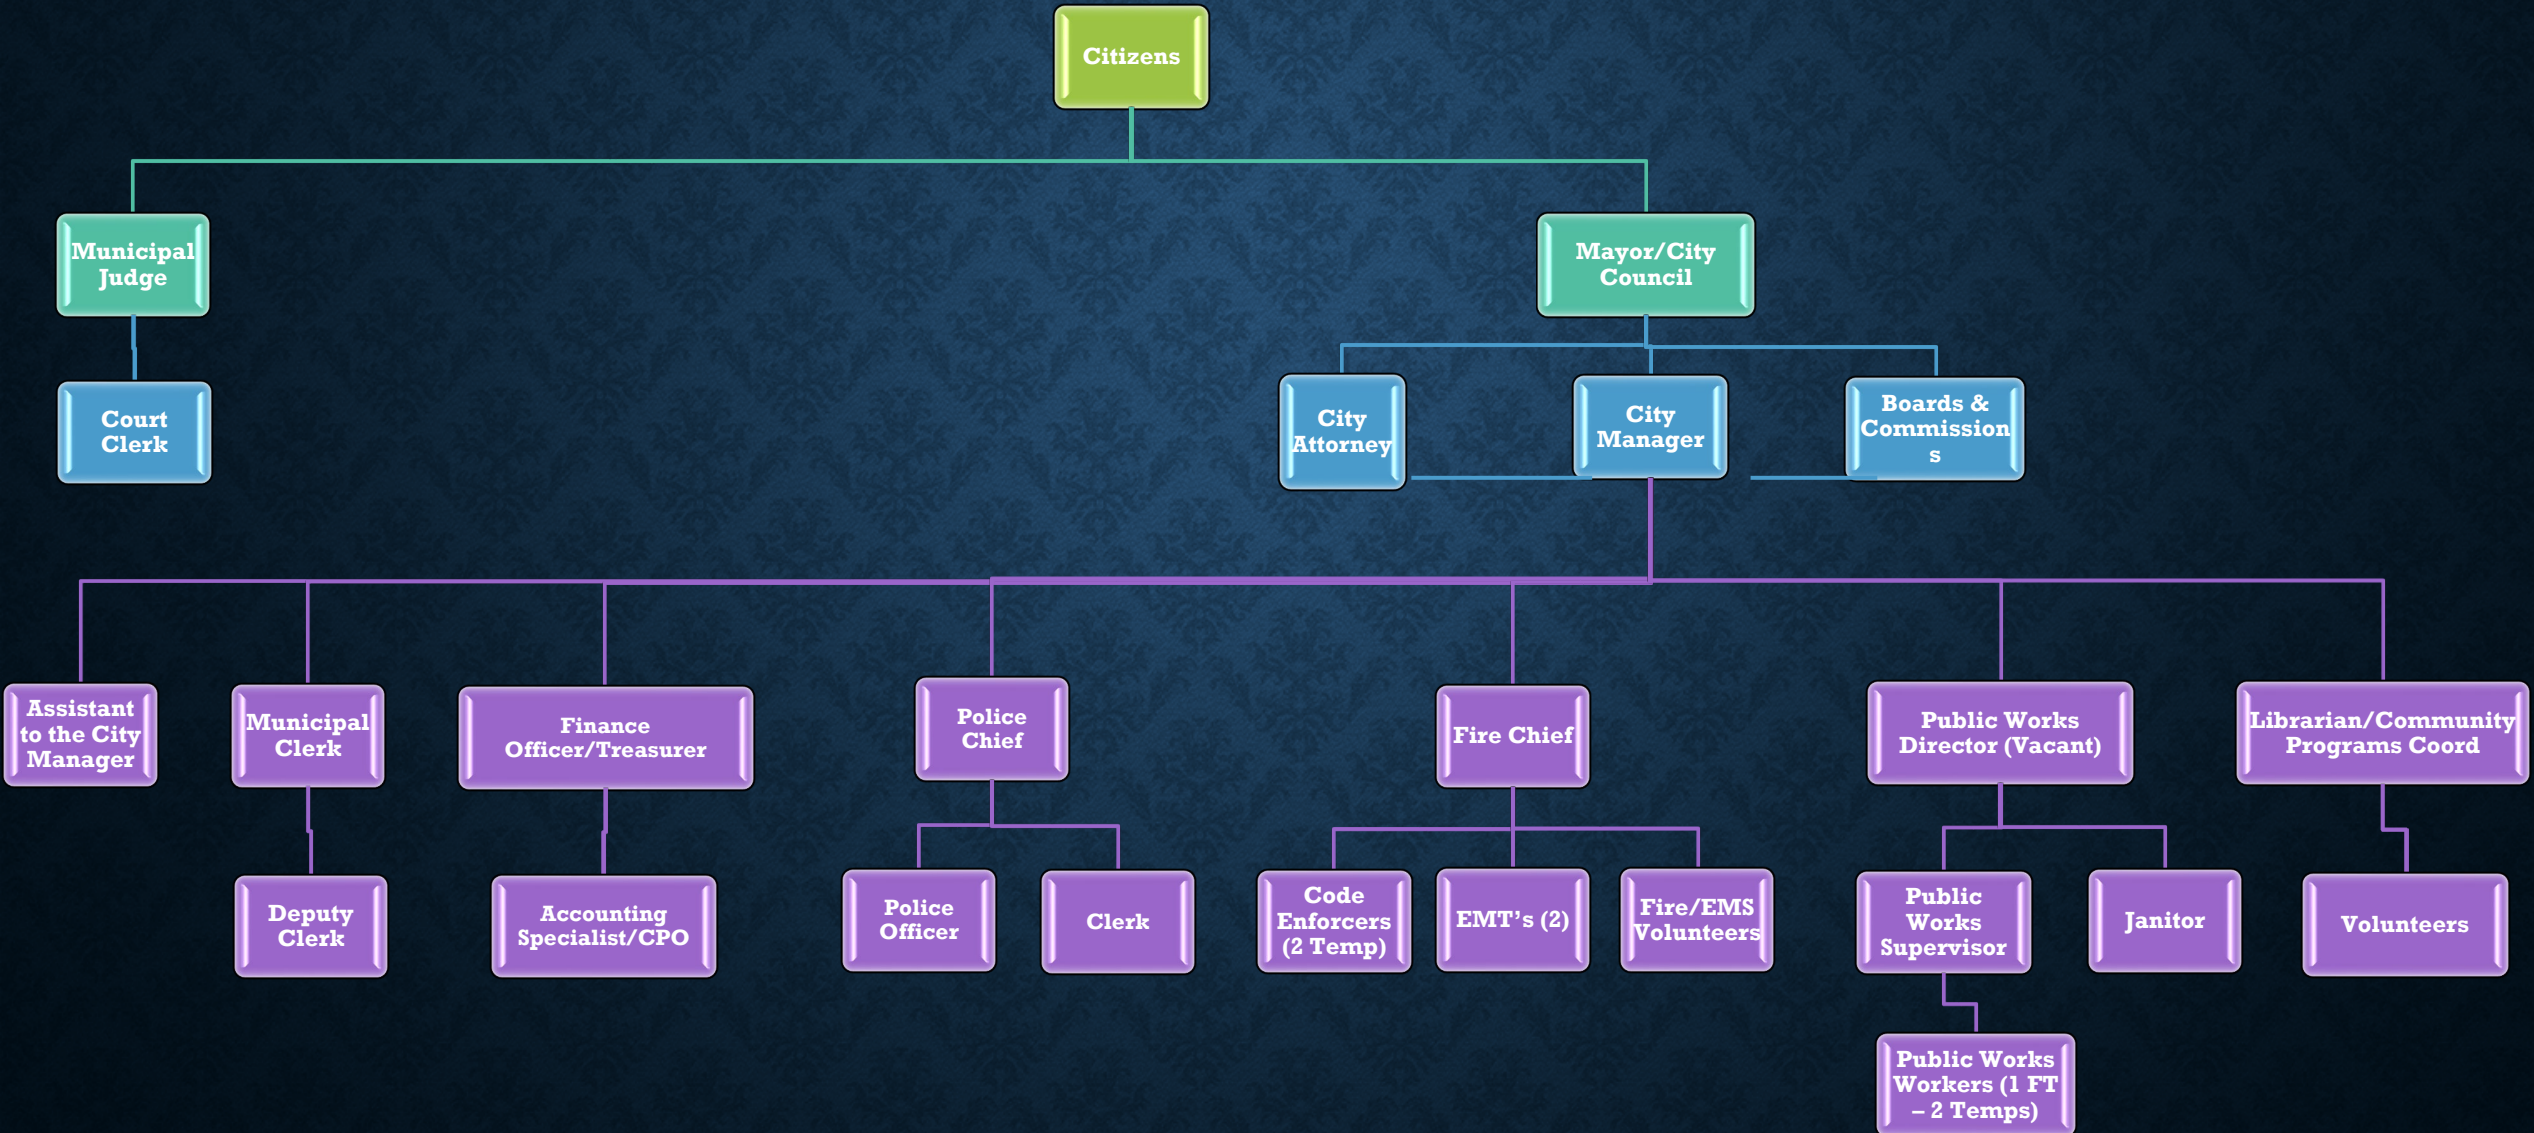 Citizens
Municipal
Judge
Mayor/City
Council
Court
Clerk
City
Attorney
City
Manager
Boards &
Commission
s
Assistant
to the City
Manager
Municipal
Clerk
Finance
Officer/Treasurer
Police
Chief
Fire Chief
Public Works
Director (Vacant)
Librarian/Community
Programs Coord
Deputy
Clerk
Accounting
Specialist/CPO
Police
Officer
Clerk
Code
Enforcers
(2 Temp)
EMT’s (2)
Fire/EMS
Volunteers
Public
Works
Supervisor
Janitor
Volunteers
Public Works
Workers (1 FT
– 2 Temps)